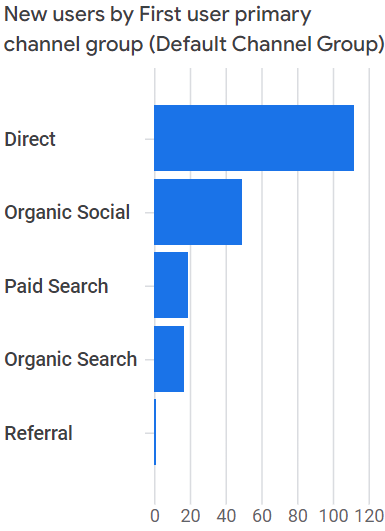 New users by First user primary
channel group (Default Channel Group)
Direct
Organic Social
Paid Search
Organic Search
Referral
0 20 40 60 80 100 120